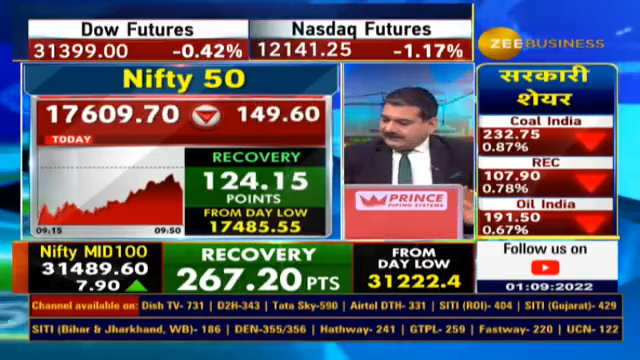 Dow Futures
31399.00 -0.42%
Nasdaq Futures
12141.25 -1.17%
ZEE BUSINESS
Nifty 50
17609.70 149.60
TODAY
09:15 09:50
RECOVERY
124.15
POINTS
FROM DAY LOW
17485.55
PRINCE
PIPING SYSTEMS
सरकारी
शेयर
Coal India
232.75
0.87%
REC
107.90
0.78%
Oil India
191.50
0.67%
Nifty MID100
31489.60
7.90
RECOVERY
267.20 PTS
FROM
DAY LOW
31222.4
Follow us on
01:09:2022
Channel available on: Dish TV- 731 | D2H-343 | Tata Sky-590 | Airtel DTH- 331 | SITI (ROI)- 404 | SITI (Gujarat)- 429
SITI (Bihar & Jharkhand, WB)- 186 | DEN-355/356 | Hathway- 241 | GTPL- 259 | Fastway- 220 | UCN- 122